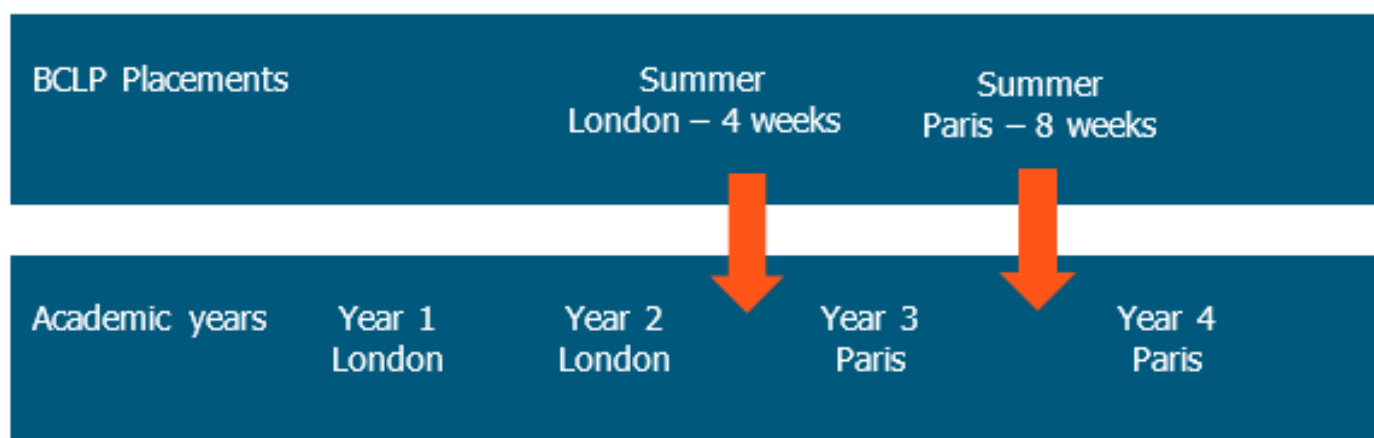 BCLP Placements
Summer
London – 4 weeks
Summer
Paris – 8 weeks
Academic years
Year 1
London
Year 2
London
Year 3
Paris
Year 4
Paris